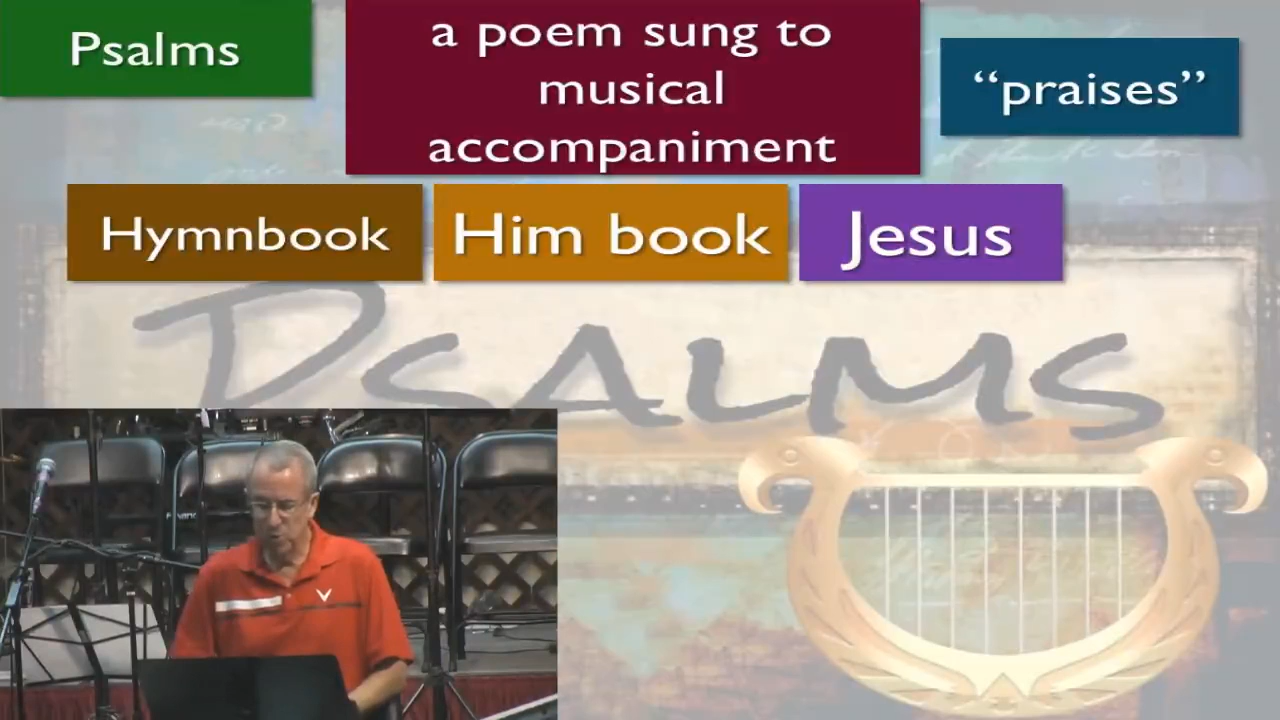 Psalms
a poem sung to
musical
accompaniment
“praises”
Hymnbook
Him book
Jesus
PSALMS